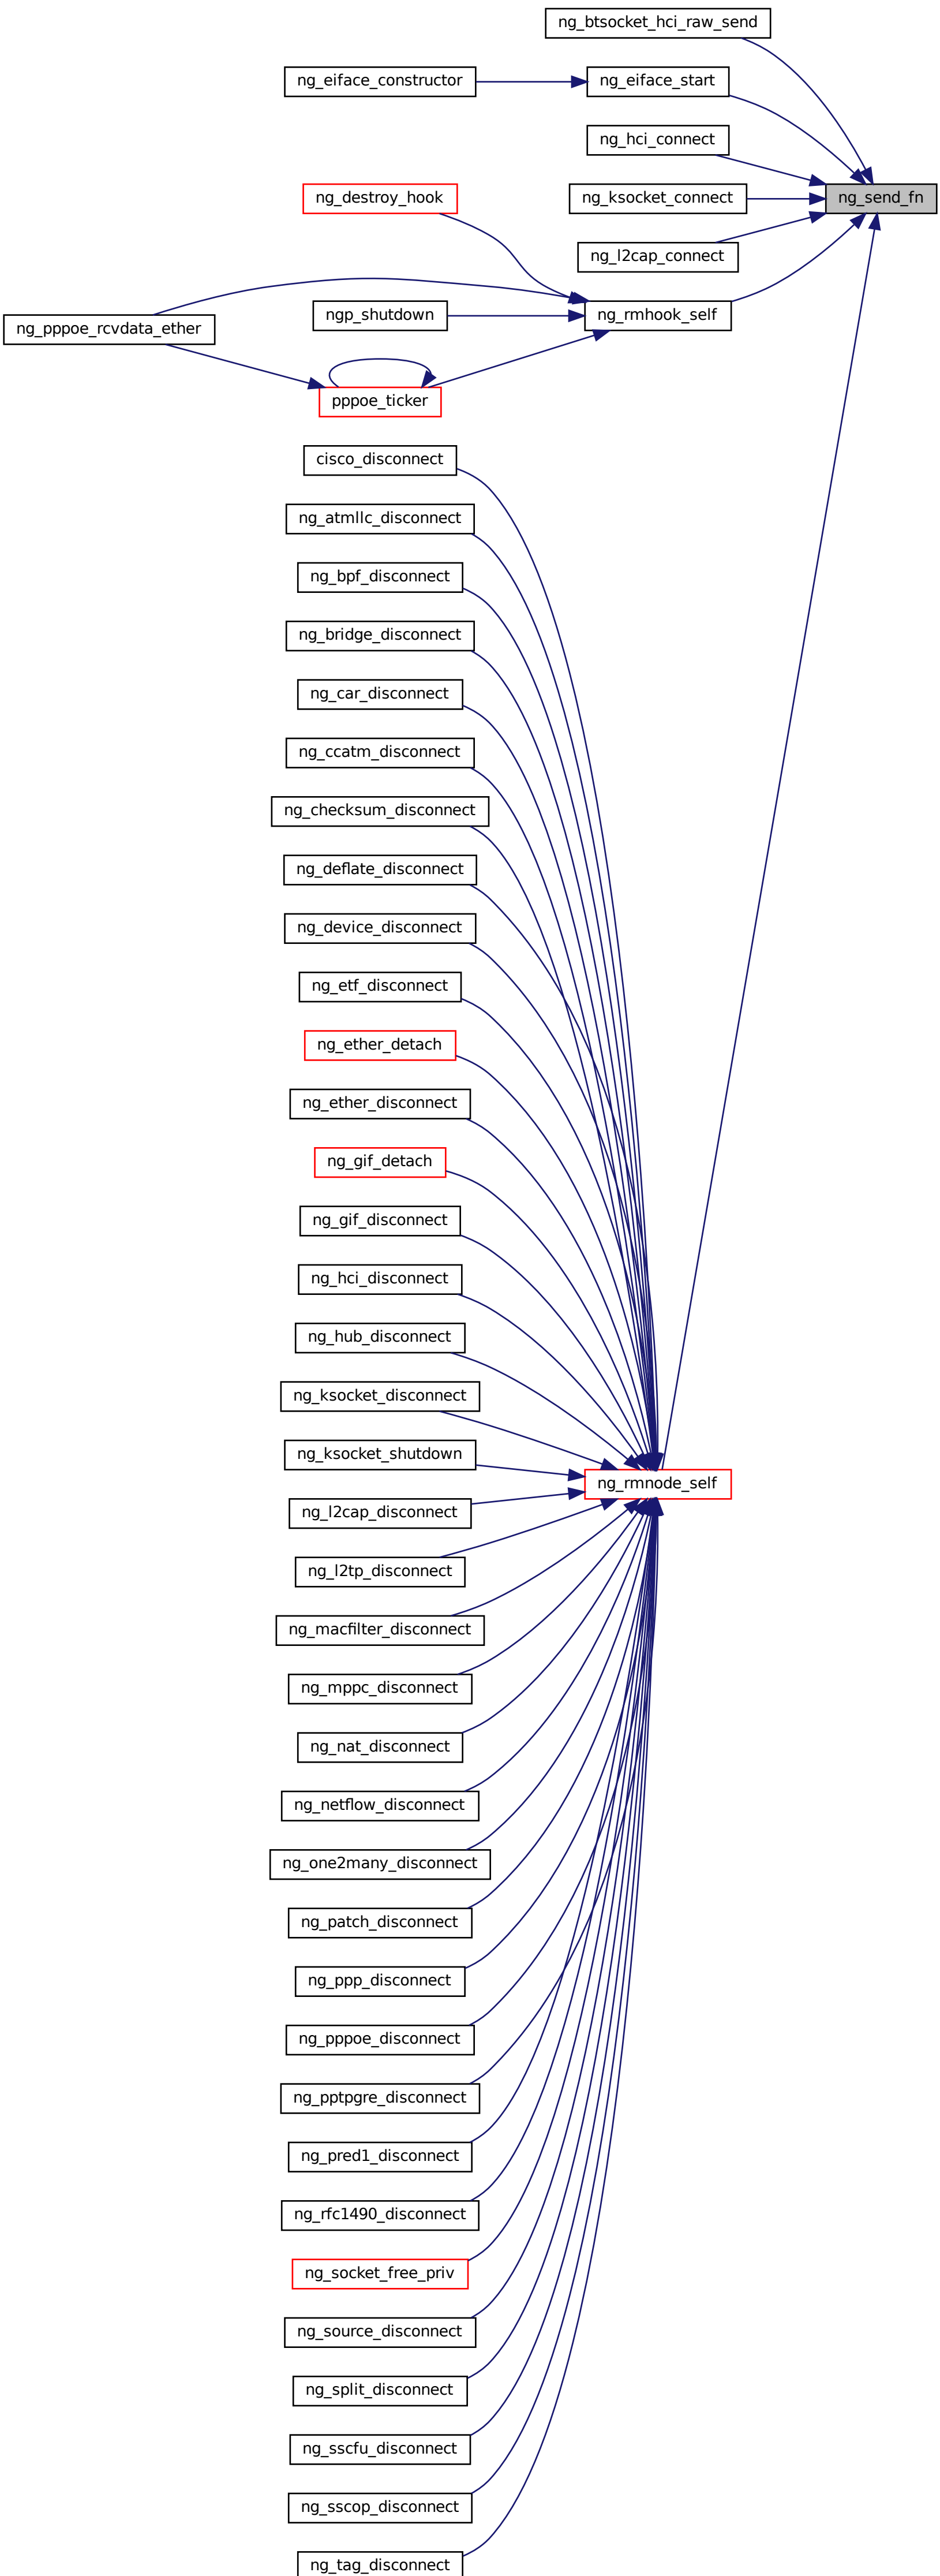 ng_btsocket_hci_raw_send
ng_eiface_constructor
ng_eiface_start
ng_hci_connect
ng_destroy_hook
ng_ksocket_connect
ng_send_fn
ng_l2cap_connect
ng_pppoe_rcvdata_ether
ngp_shutdown
ng_rmhook_self
pppoe_ticker
cisco_disconnect
ng_atmllc_disconnect
ng_bpf_disconnect
ng_bridge_disconnect
ng_car_disconnect
ng_ccatm_disconnect
ng_checksum_disconnect
ng_deflate_disconnect
ng_device_disconnect
ng_etf_disconnect
ng_ether_detach
ng_ether_disconnect
ng_gif_detach
ng_gif_disconnect
ng_hci_disconnect
ng_hub_disconnect
ng_ksocket_disconnect
ng_ksocket_shutdown
ng_rmnode_self
ng_l2cap_disconnect
ng_l2tp_disconnect
ng_macfilter_disconnect
ng_mppc_disconnect
ng_nat_disconnect
ng_netflow_disconnect
ng_one2many_disconnect
ng_patch_disconnect
ng_ppp_disconnect
ng_pppoe_disconnect
ng_pptpgre_disconnect
ng_pred1_disconnect
ng_rfc1490_disconnect
ng_socket_free_priv
ng_source_disconnect
ng_split_disconnect
ng_sscfu_disconnect
ng_sscop_disconnect
ng_tag_disconnect